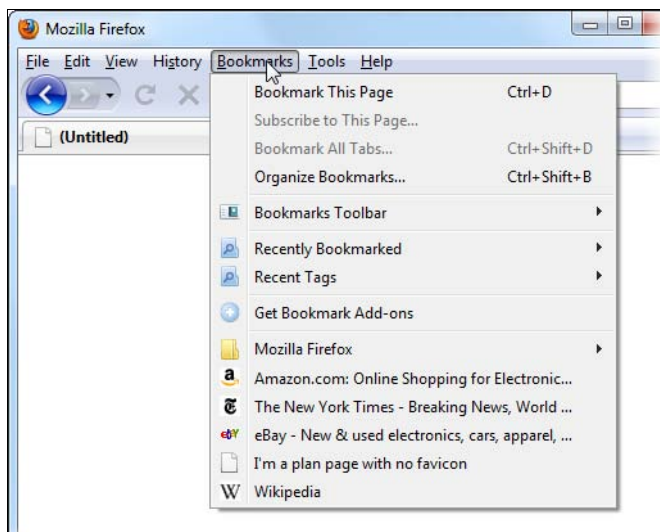 Mozilla Firefox
File Edit View History Bookmarks Tools Help
(Untitled)
Bookmark This Page Ctrl+D
Subscribe to This Page...
Bookmark All Tabs... Ctrl+Shift+D
Organize Bookmarks... Ctrl+Shift+B
Bookmarks Toolbar
Recently Bookmarked
Recent Tags
Get Bookmark Add-ons
Mozilla Firefox
a Amazon.com: Online Shopping for Electronic...
T The New York Times - Breaking News, World ...
ebY eBay - New & used electronics, cars, apparel, ...
I'm a plan page with no favicon
W Wikipedia